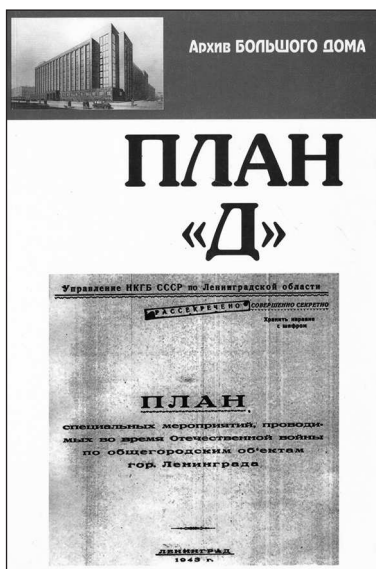 Архив БОЛЬШОГО ДОМА
ПЛАН
«Д»
Управление НКГБ СССР по Ленинградской области
РАССЕКРЕЧЕНО СОВЕРШЕННО СЕКРЕТНО
Хранить наравне
с шифром
ПЛАН
специальных мероприятий, проводи-
мых во время Отечественной войны
по общегородским об'ектам
гор. Ленинграда
ЛЕНИНГРАД
1943 г.